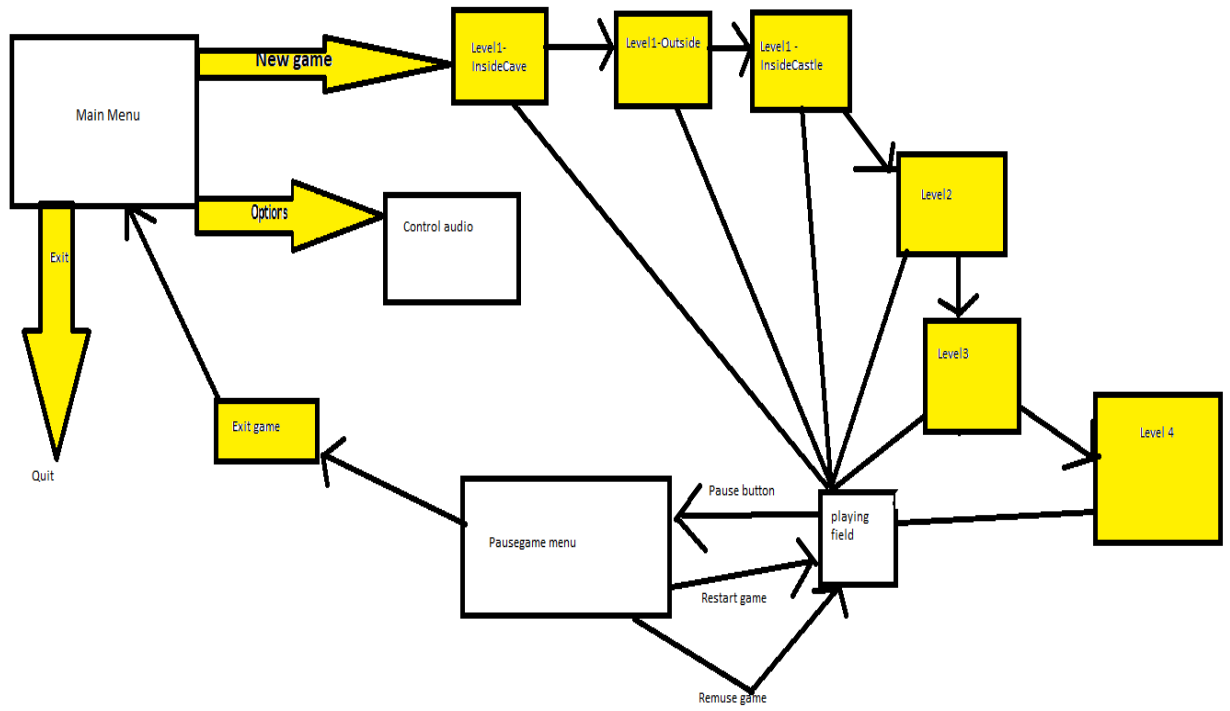 New game
Level1-
InsideCave
Level1-Outside
Level1 -
InsideCastle
Main Menu
Level2
Options
Control audio
Exit
Level3
Exit game
Level 4
Quit
Pause button
playing
field
Pausegame menu
Restart game
Remuse game